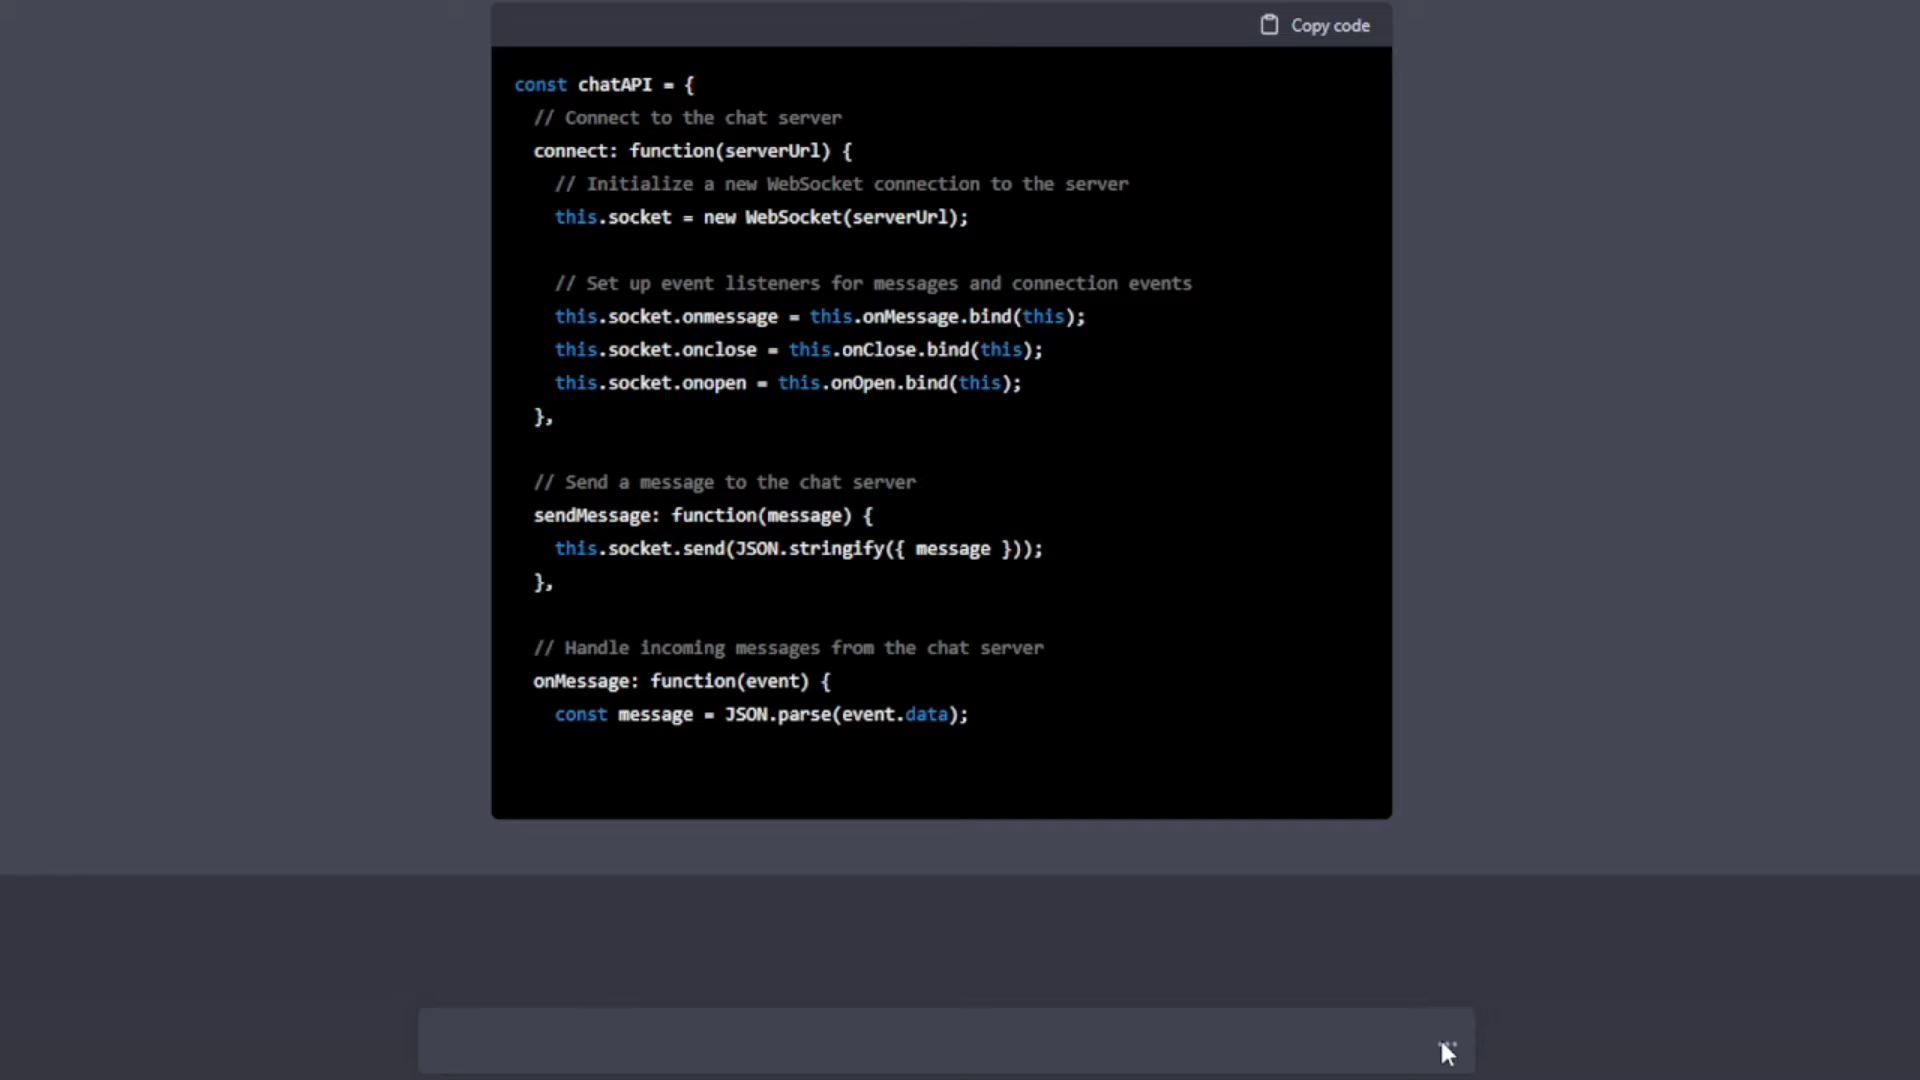 Copy code
const chatAPI = {
// Connect to the chat server
connect: function(serverUrl) {
// Initialize a new WebSocket connection to the server
this.socket = new WebSocket(serverUrl);
// Set up event listeners for messages and connection events
this.socket.onmessage = this.onMessage.bind(this);
this.socket.onclose = this.onClose.bind(this);
this.socket.onopen = this.onOpen.bind(this);
},
// Send a message to the chat server
sendMessage: function(message) {
this.socket.send(JSON.stringify({ message }));
},
// Handle incoming messages from the chat server
onMessage: function(event) {
const message = JSON.parse(event.data);